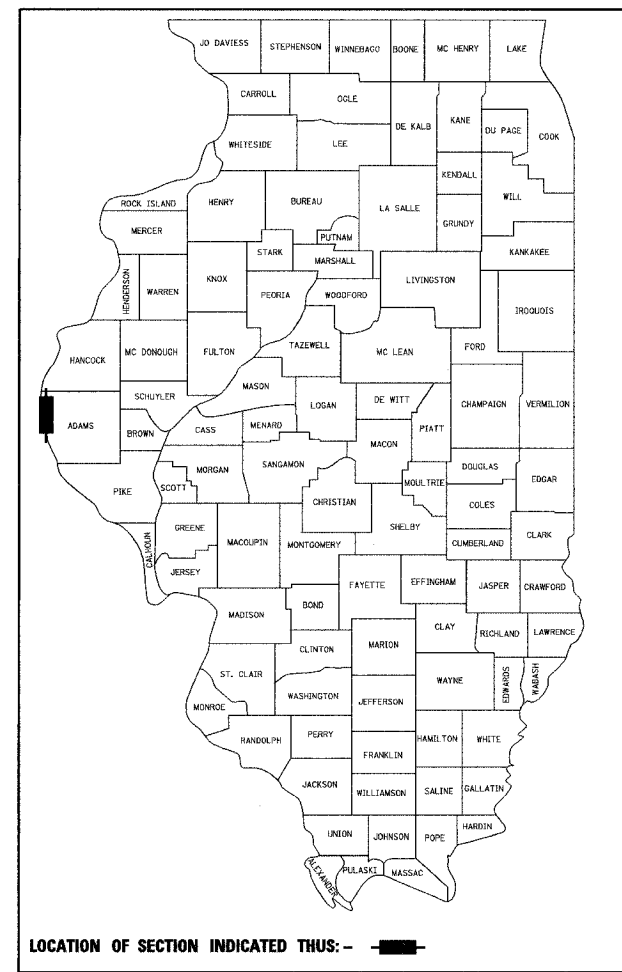 JO DAVIESS STEPHENSON WINNEBAGO BOONE MC HENRY LAKE
CARROLL OGLE DE KALB KANE DU PAGE COOK
WHITESIDE LEE
KENDALL WILL
ROCK ISLAND HENRY BUREAU LA SALLE GRUNDY
MERCER PUTNAM
STARK MARSHALL KANKAKEE
HENDERSON WARREN KNOX PEORIA WOODFORD LIVINGSTON
IROQUOIS
HANCOCK MC DONOUGH FULTON TAZEWELL MC LEAN FORD
MASON
SCHUYLER LOGAN DE WITT CHAMPAIGN VERMILION
ADAMS BROWN CASS MENARD PIATT
MACON
MORGAN SANGAMON DOUGLAS
PIKE SCOTT MOULTRIE EDGAR
CHRISTIAN COLES
GREENE MACOUPIN SHELBY
CALHOUN MONTGOMERY CUMBERLAND CLARK
JERSEY FAYETTE EFFINGHAM JASPER CRAWFORD
MADISON BOND
CLAY RICHLAND LAWRENCE
CLINTON MARION
ST. CLAIR WAYNE EDWARDS WABASH
WASHINGTON JEFFERSON
MONROE
RANDOLPH PERRY HAMILTON WHITE
FRANKLIN
JACKSON WILLIAMSON SALINE GALLATIN
UNION JOHNSON POPE HARDIN
ALEXANDER PULASKI MASSAC
LOCATION OF SECTION INDICATED THUS: -